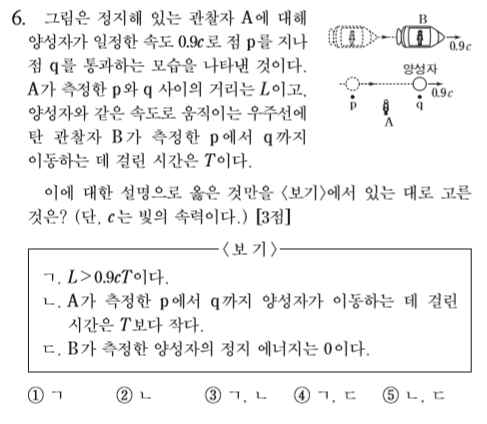 6. 그림은 정지해 있는 관찰자 A에 대해
양성자가 일정한 속도 0.9c로 점 p를 지나
점 q를 통과하는 모습을 나타낸 것이다.
A가 측정한 p와 q 사이의 거리는 L이고,
양성자와 같은 속도로 움직이는 우주선에
탄 관찰자 B가 측정한 p에서 q까지
이동하는 데 걸린 시간은 T이다.
B
0.9c
양성자
0.9c
p
q
A
이에 대한 설명으로 옳은 것만을 〈보기〉에서 있는 대로 고른
것은? (단, c는 빛의 속력이다.) [3점]
〈보 기〉
ㄱ. L>0.9cT이다.
ㄴ. A가 측정한 p에서 q까지 양성자가 이동하는 데 걸린
시간은 T보다 작다.
ㄷ. B가 측정한 양성자의 정지 에너지는 0이다.
① ㄱ ② ㄴ ③ ㄱ, ㄴ ④ ㄱ, ㄷ ⑤ ㄴ, ㄷ